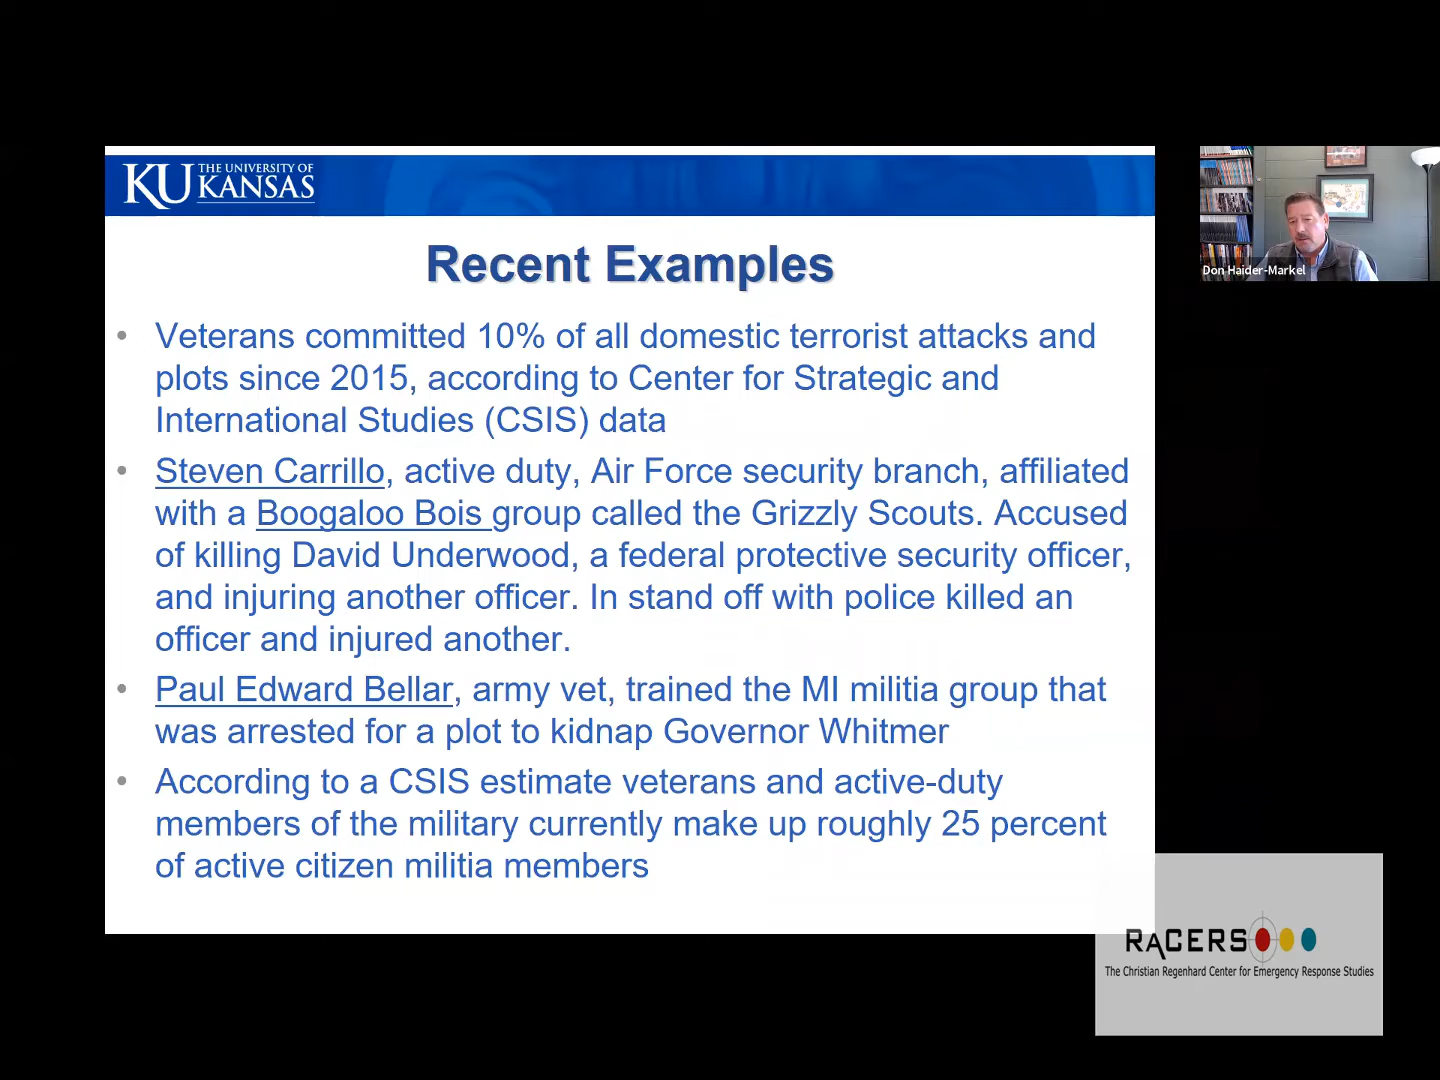 KU THE UNIVERSITY OF
KANSAS
Don Haider-Markel
Recent Examples
• Veterans committed 10% of all domestic terrorist attacks and
plots since 2015, according to Center for Strategic and
International Studies (CSIS) data
• Steven Carrillo, active duty, Air Force security branch, affiliated
with a Boogaloo Bois group called the Grizzly Scouts. Accused
of killing David Underwood, a federal protective security officer,
and injuring another officer. In stand off with police killed an
officer and injured another.
• Paul Edward Bellar, army vet, trained the MI militia group that
was arrested for a plot to kidnap Governor Whitmer
• According to a CSIS estimate veterans and active-duty
members of the military currently make up roughly 25 percent
of active citizen militia members
RACERS
The Christian Regenhard Center for Emergency Response Studies